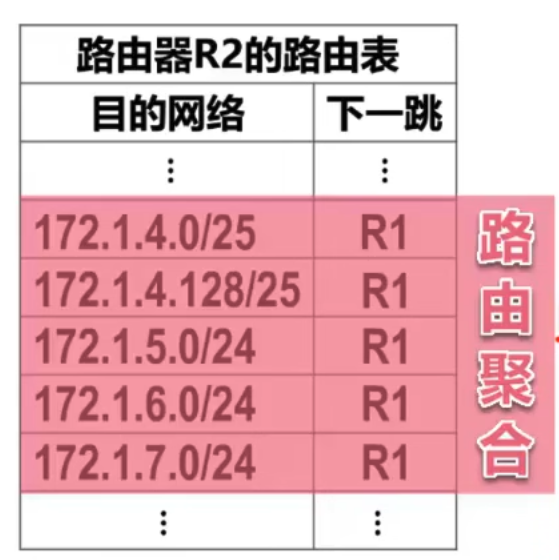 路由器R2的路由表
目的网络 下一跳
⋮ ⋮
172.1.4.0/25 R1
172.1.4.128/25 R1
172.1.5.0/24 R1
172.1.6.0/24 R1
172.1.7.0/24 R1
⋮ ⋮
路由聚合